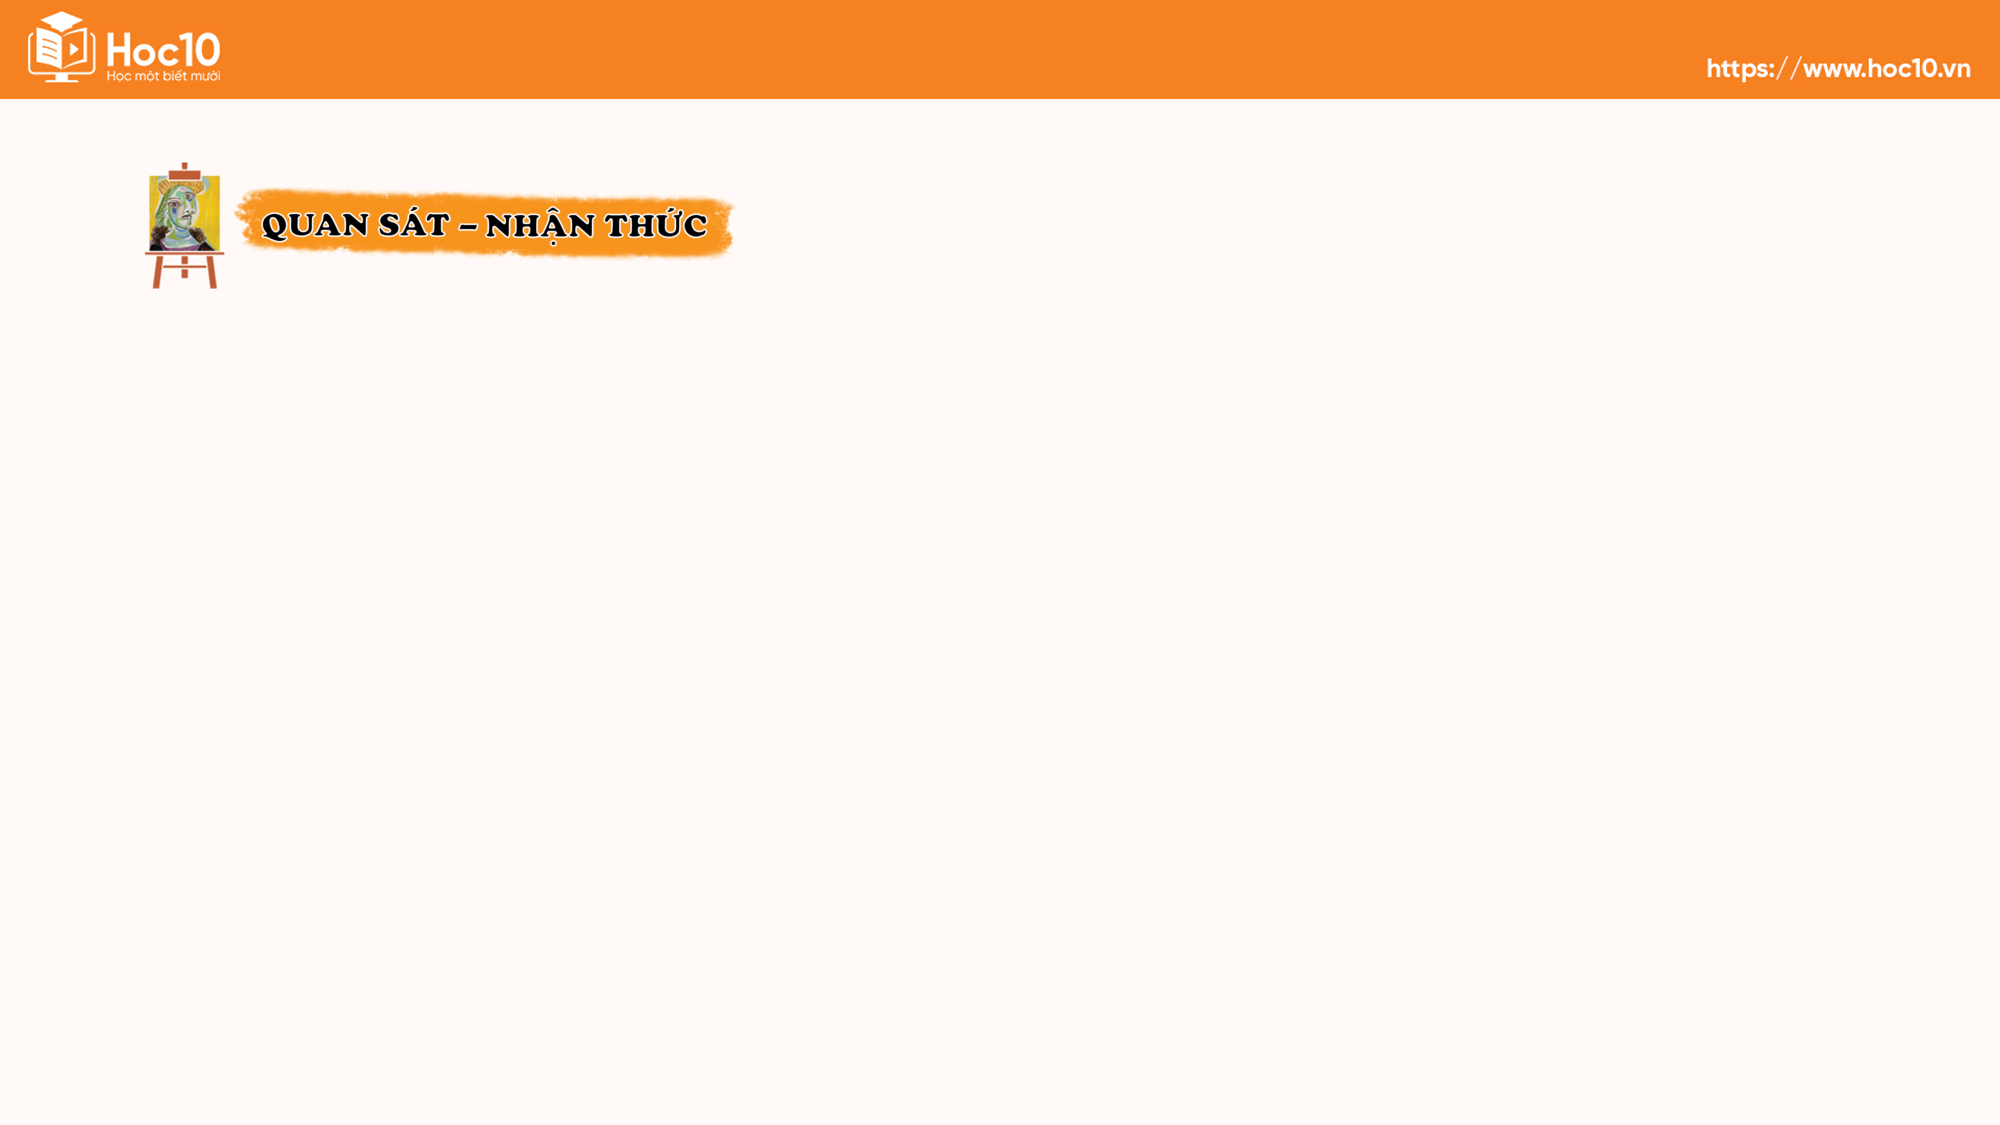 Hoc10
Học một biết mười
https://www.hoc10.vn
QUAN SÁT – NHẬN THỨC